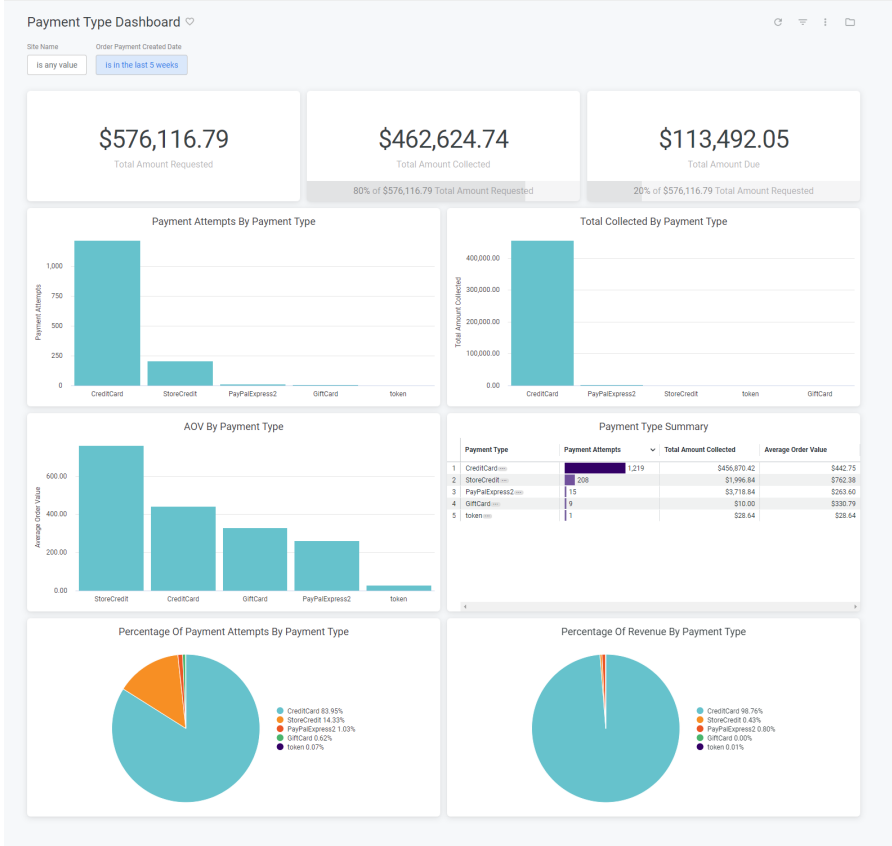 Payment Type Dashboard
Site Name
Order Payment Created Date
is any value
is in the last 5 weeks
$576,116.79
Total Amount Requested
$462,624.74
Total Amount Collected
80% of $576,116.79 Total Amount Requested
$113,492.05
Total Amount Due
20% of $576,116.79 Total Amount Requested
Payment Attempts By Payment Type
Payment Attempts
1,000
750
500
250
0
CreditCard StoreCredit PayPalExpress2 GiftCard token
Total Collected By Payment Type
Total Amount Collected
400,000.00
300,000.00
200,000.00
100,000.00
0.00
CreditCard PayPalExpress2 StoreCredit token GiftCard
AOV By Payment Type
Average Order Value
600.00
400.00
200.00
0.00
StoreCredit CreditCard GiftCard PayPalExpress2 token
Payment Type Summary
Payment Type Payment Attempts Total Amount Collected Average Order Value
1 CreditCard 1,219 $456,870.42 $442.75
2 StoreCredit 208 $1,996.84 $762.38
3 PayPalExpress2 15 $3,718.84 $263.60
4 GiftCard 9 $10.00 $330.79
5 token 1 $28.64 $28.64
Percentage Of Payment Attempts By Payment Type
CreditCard 83.95%
StoreCredit 14.33%
PayPalExpress2 1.03%
GiftCard 0.62%
token 0.07%
Percentage Of Revenue By Payment Type
CreditCard 98.76%
StoreCredit 0.43%
PayPalExpress2 0.80%
GiftCard 0.00%
token 0.01%